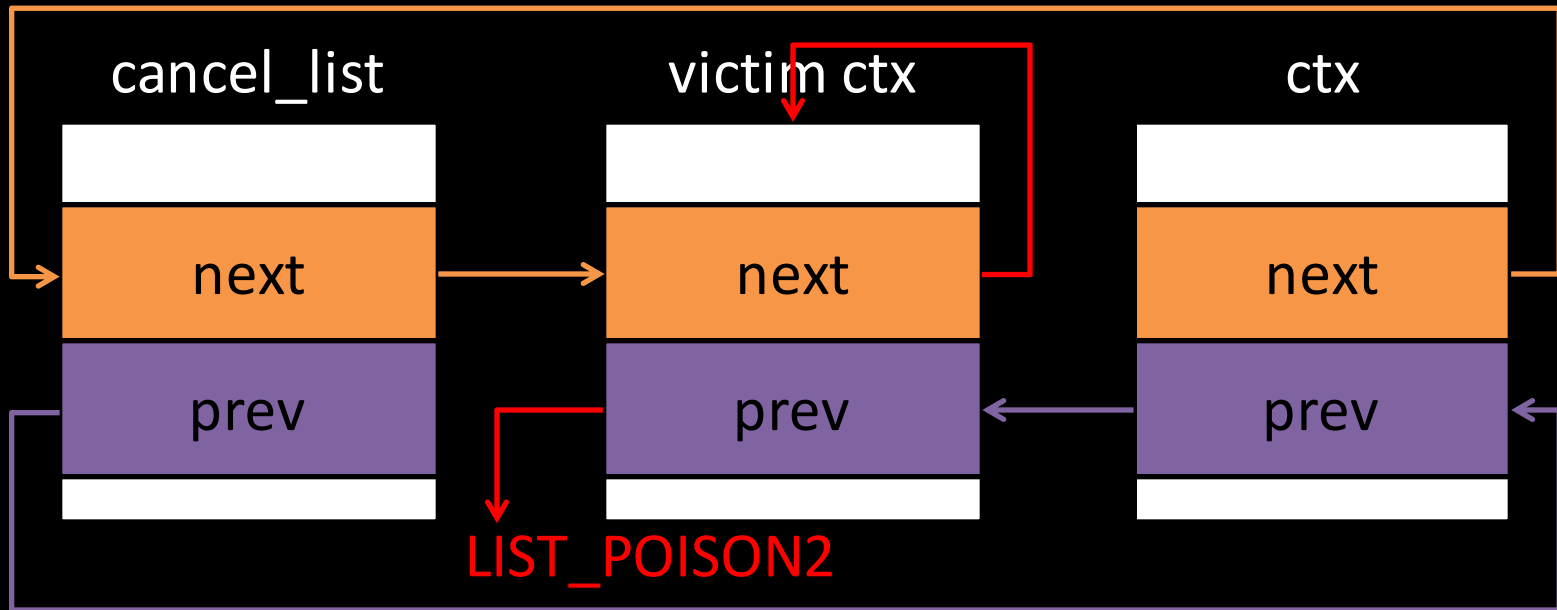 cancel_list
victim ctx
ctx
next
next
next
prev
prev
prev
LIST_POISON2